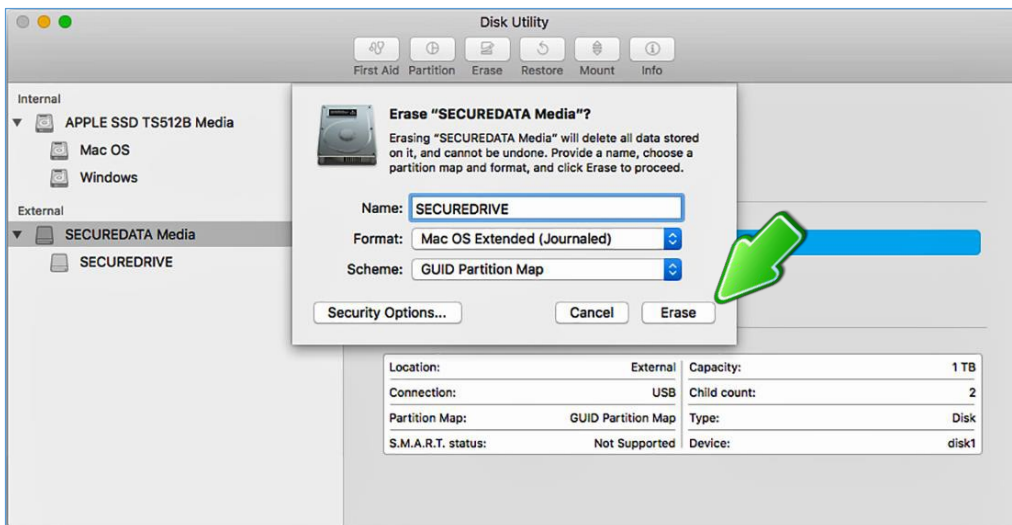 Disk Utility
First Aid Partition Erase Restore Mount Info
Internal
APPLE SSD TS512B Media
Mac OS
Windows
External
SECUREDATA Media
SECUREDRIVE
Erase “SECUREDATA Media”?
Erasing “SECUREDATA Media” will delete all data stored
on it, and cannot be undone. Provide a name, choose a
partition map and format, and click Erase to proceed.
Name: SECUREDRIVE
Format: Mac OS Extended (Journaled)
Scheme: GUID Partition Map
Security Options... Cancel Erase
Location: External Capacity: 1 TB
Connection: USB Child count: 2
Partition Map: GUID Partition Map Type: Disk
S.M.A.R.T. status: Not Supported Device: disk1